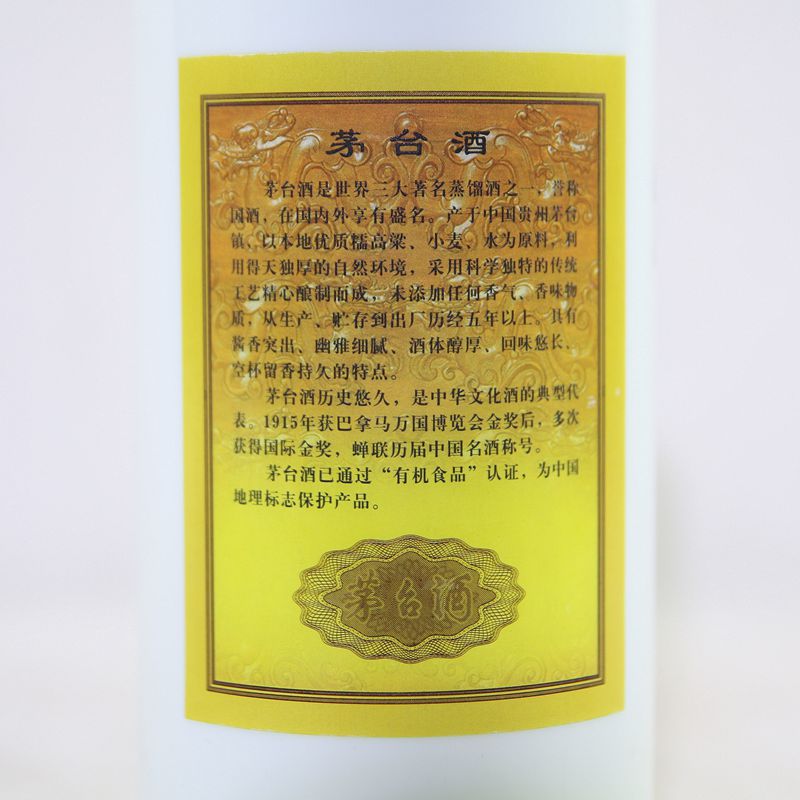 茅台酒
茅台酒是世界三大著名蒸馏酒之一，誉称
国酒，在国内外享有盛名。产于中国贵州茅台
镇，以本地优质糯高粱、小麦、水为原料，利
用得天独厚的自然环境，采用科学独特的传统
工艺精心酿制而成，未添加任何香气、香味物
质，从生产、贮存到出厂历经五年以上。具有
酱香突出、幽雅细腻、酒体醇厚、回味悠长、
空杯留香持久的特点。
茅台酒历史悠久，是中华文化酒的典型代
表。1915年获巴拿马万国博览会金奖后，多次
获得国际金奖，蝉联历届中国名酒称号。
茅台酒已通过“有机食品”认证，为中国
地理标志保护产品。
茅台酒